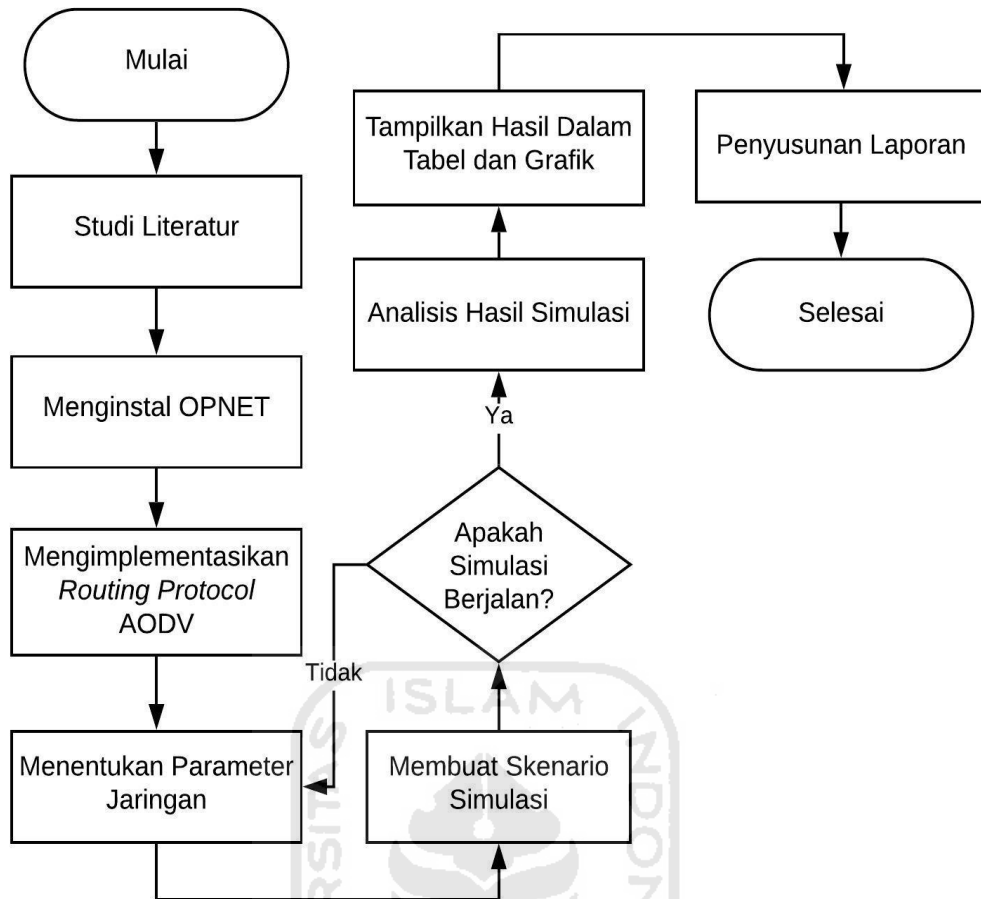 Mulai
Studi Literatur
Menginstal OPNET
Mengimplementasikan
Routing Protocol
AODV
Menentukan Parameter
Jaringan
Membuat Skenario
Simulasi
Apakah
Simulasi
Berjalan?
Tidak
Ya
Analisis Hasil Simulasi
Tampilkan Hasil Dalam
Tabel dan Grafik
Penyusunan Laporan
Selesai
ISLAM